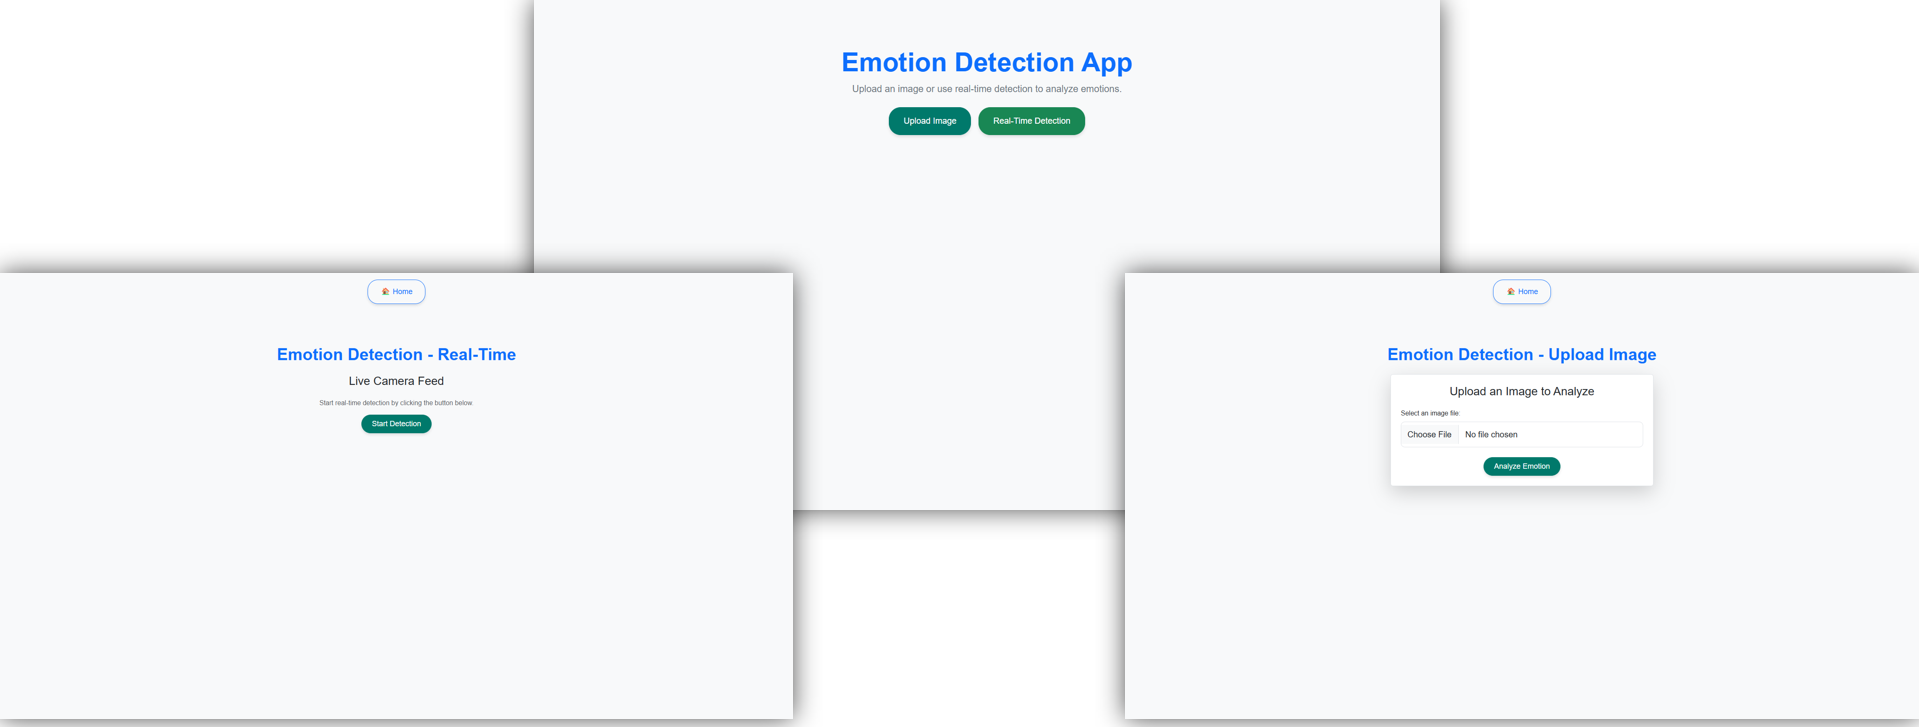 Emotion Detection App
Upload an image or use real-time detection to analyze emotions.
Upload Image
Real-Time Detection
🏠 Home
Emotion Detection - Real-Time
Live Camera Feed
Start real-time detection by clicking the button below.
Start Detection
🏠 Home
Emotion Detection - Upload Image
Upload an Image to Analyze
Select an image file:
Choose File No file chosen
Analyze Emotion